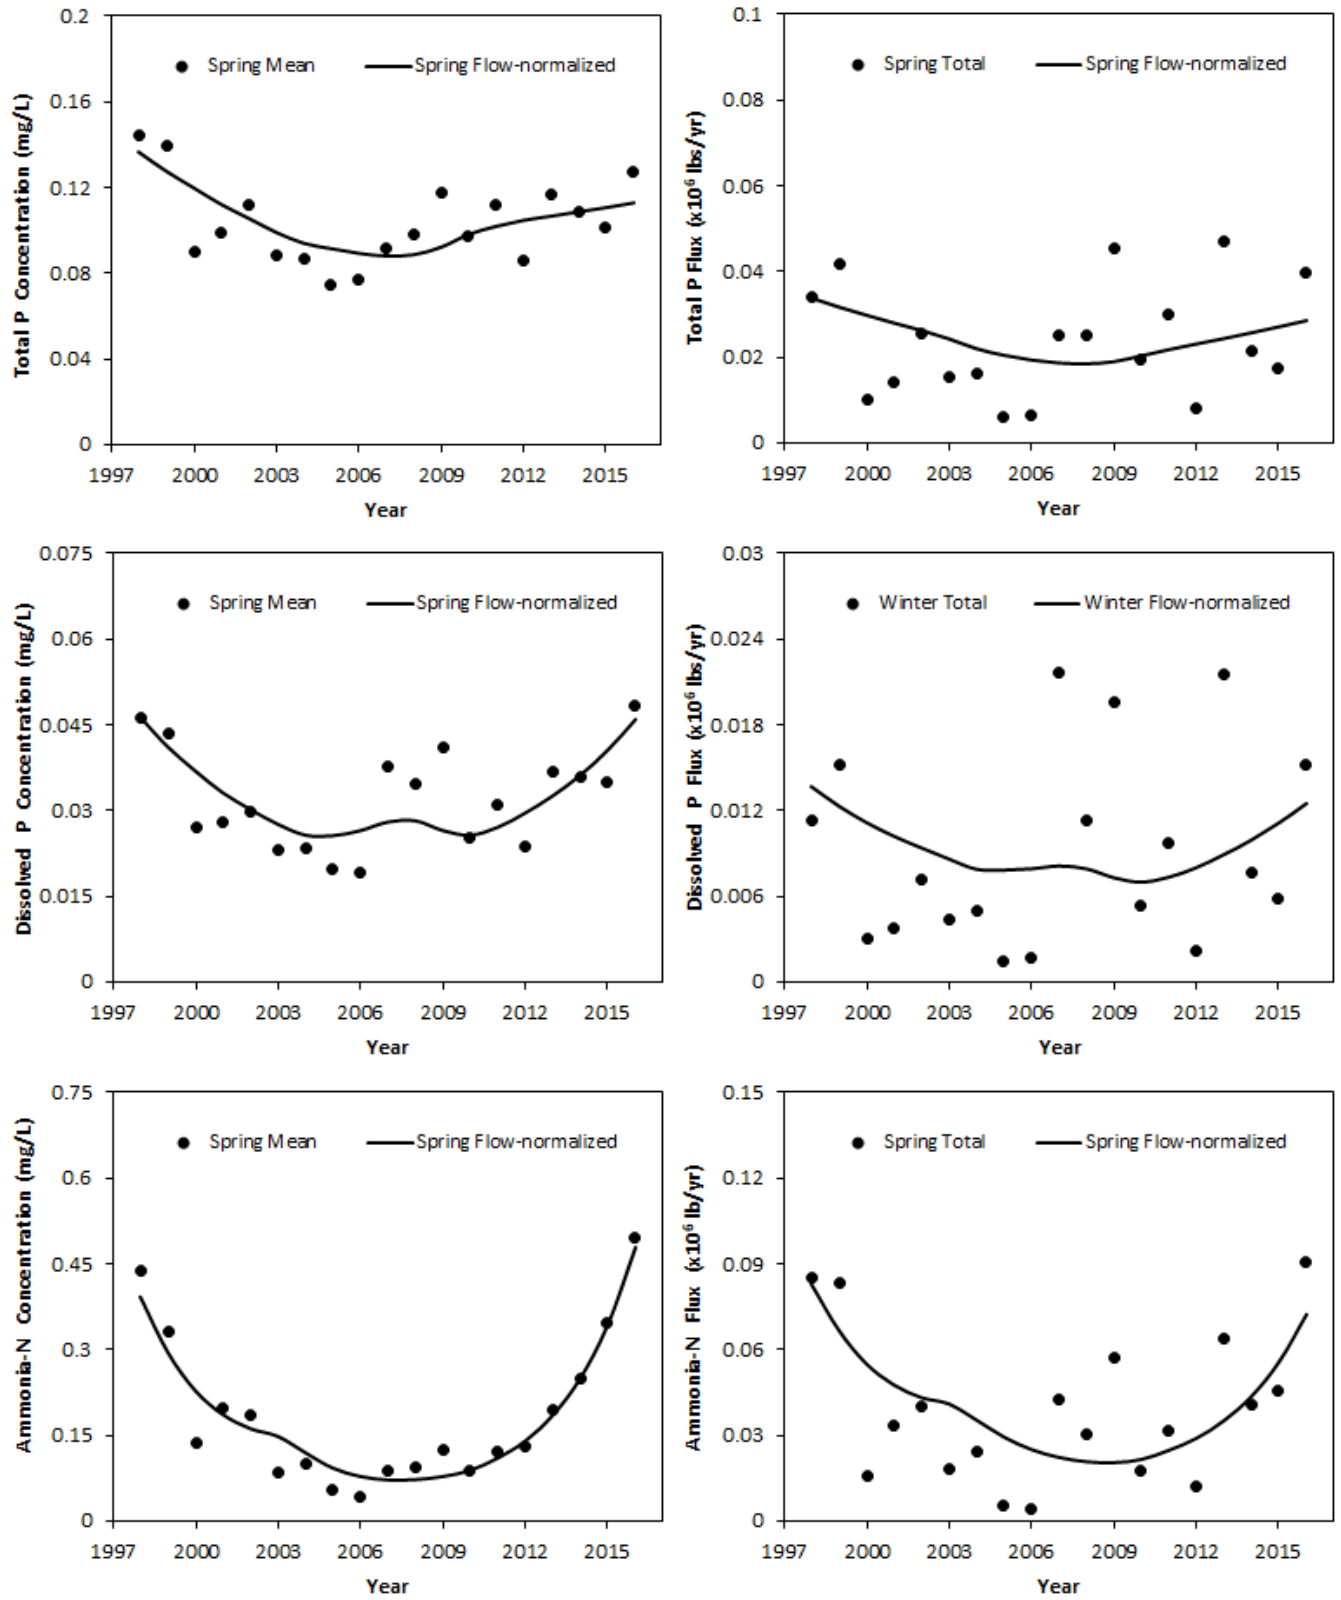 Total P Concentration (mg/L)
0.2
0.16
0.12
0.08
0.04
0
Spring Mean
Spring Flow-normalized
1997 2000 2003 2006 2009 2012 2015
Year
Total P Flux (x10⁶ lbs/yr)
0.1
0.08
0.06
0.04
0.02
0
Spring Total
Spring Flow-normalized
1997 2000 2003 2006 2009 2012 2015
Year
Dissolved P Concentration (mg/L)
0.075
0.06
0.045
0.03
0.015
0
Spring Mean
Spring Flow-normalized
1997 2000 2003 2006 2009 2012 2015
Year
Dissolved P Flux (x10⁶ lbs/yr)
0.03
0.024
0.018
0.012
0.006
0
Winter Total
Winter Flow-normalized
1997 2000 2003 2006 2009 2012 2015
Year
Ammonia-N Concentration (mg/L)
0.75
0.6
0.45
0.3
0.15
0
Spring Mean
Spring Flow-normalized
1997 2000 2003 2006 2009 2012 2015
Year
Ammonia-N Flux (x10⁶ lb/yr)
0.15
0.12
0.09
0.06
0.03
0
Spring Total
Spring Flow-normalized
1997 2000 2003 2006 2009 2012 2015
Year